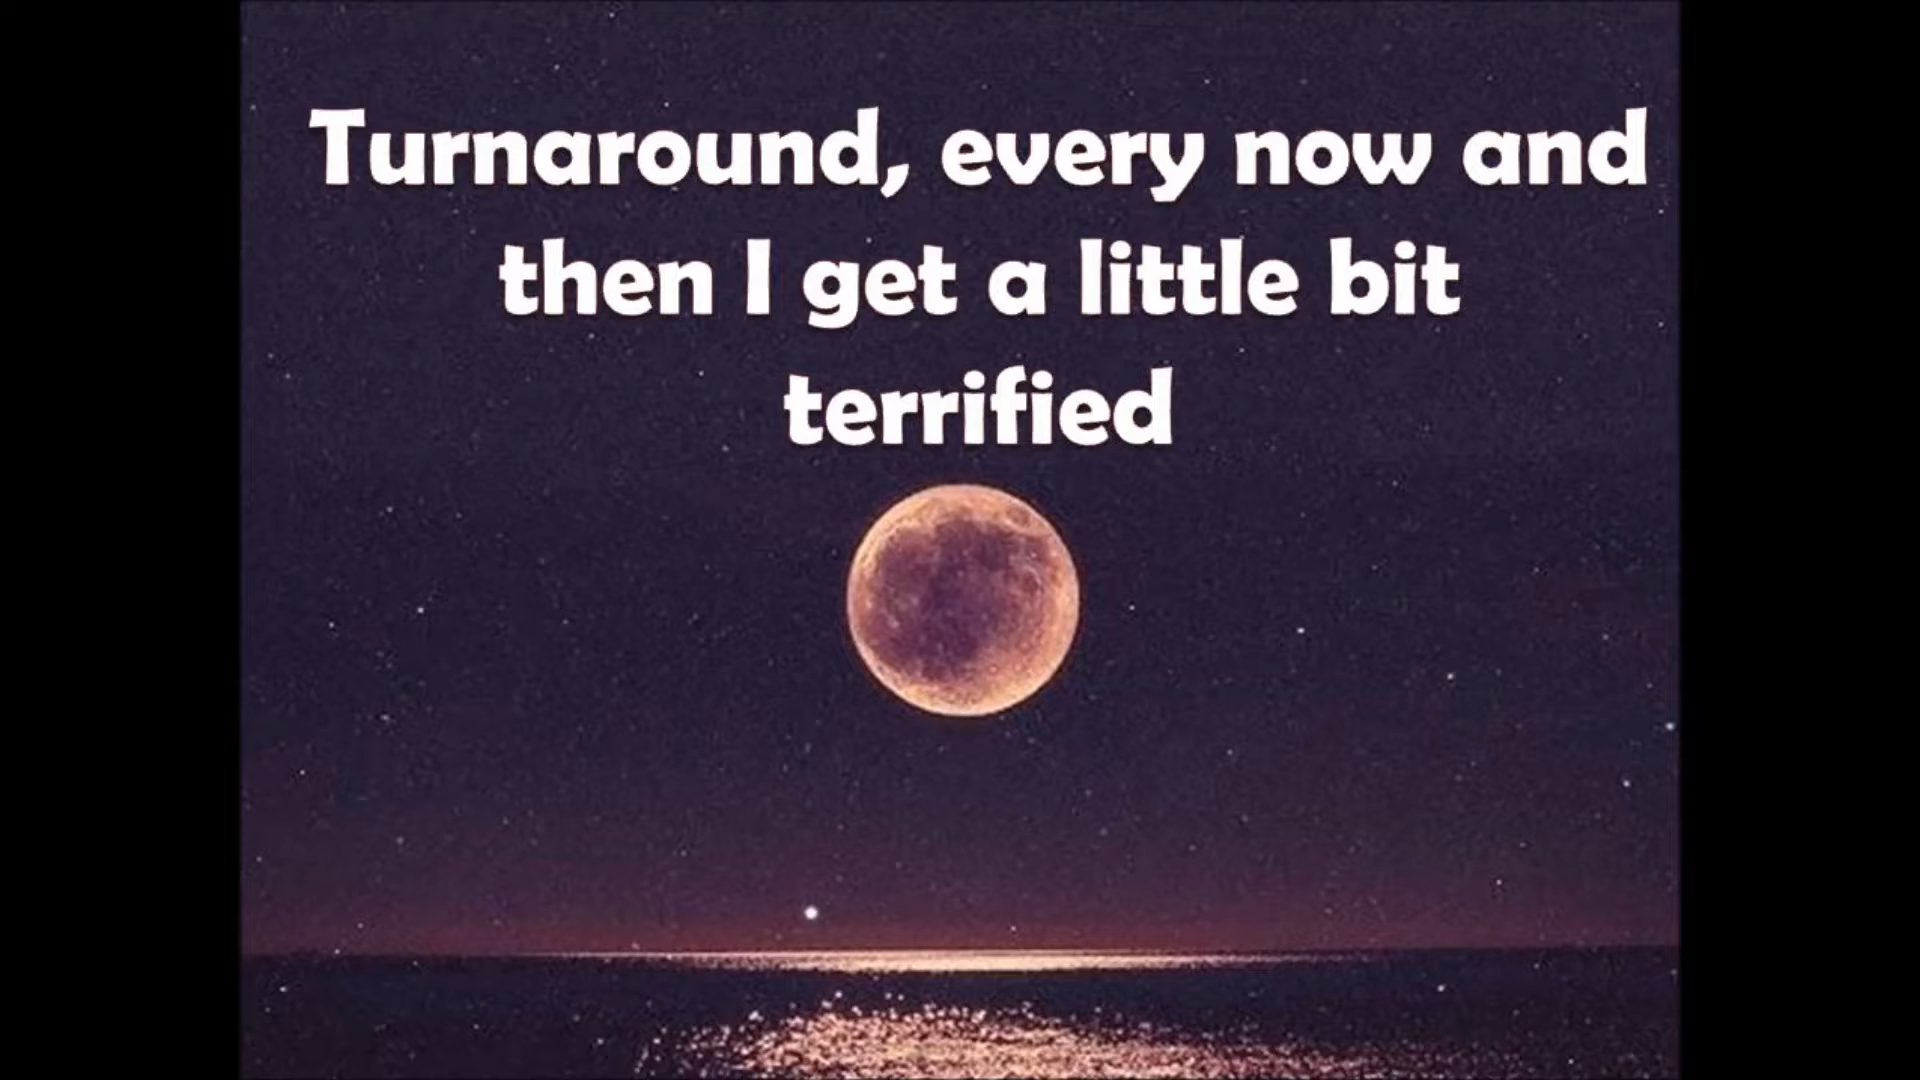 Turnaround, every now and
then I get a little bit
terrified